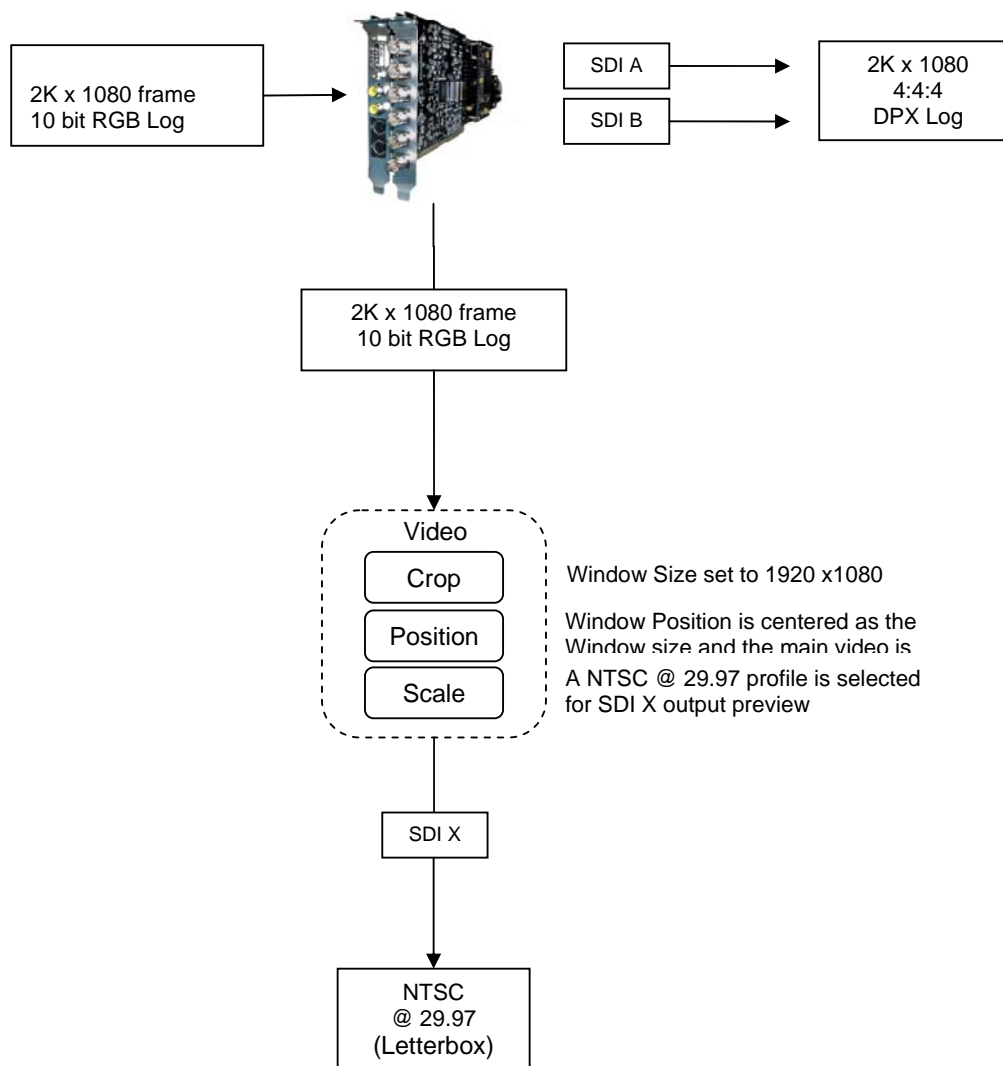 2K x 1080 frame
10 bit RGB Log
SDI A
SDI B
2K x 1080
4:4:4
DPX Log
2K x 1080 frame
10 bit RGB Log
Video
Crop
Position
Scale
Window Size set to 1920 x1080
Window Position is centered as the
Window size and the main video is
A NTSC @ 29.97 profile is selected
for SDI X output preview
SDI X
NTSC
@ 29.97
(Letterbox)